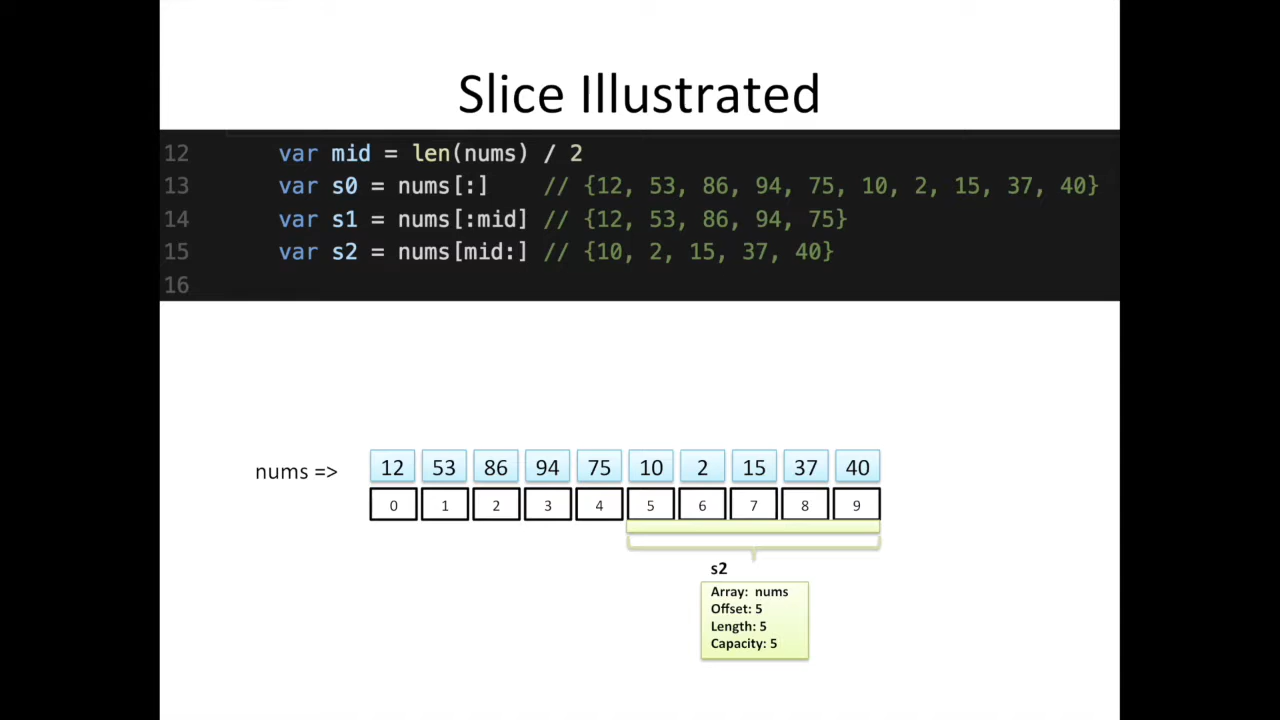 Slice Illustrated
12 var mid = len(nums) / 2
13 var s0 = nums[:] // {12, 53, 86, 94, 75, 10, 2, 15, 37, 40}
14 var s1 = nums[:mid] // {12, 53, 86, 94, 75}
15 var s2 = nums[mid:] // {10, 2, 15, 37, 40}
16
nums => 12 53 86 94 75 10 2 15 37 40
0 1 2 3 4 5 6 7 8 9
s2
Array: nums
Offset: 5
Length: 5
Capacity: 5